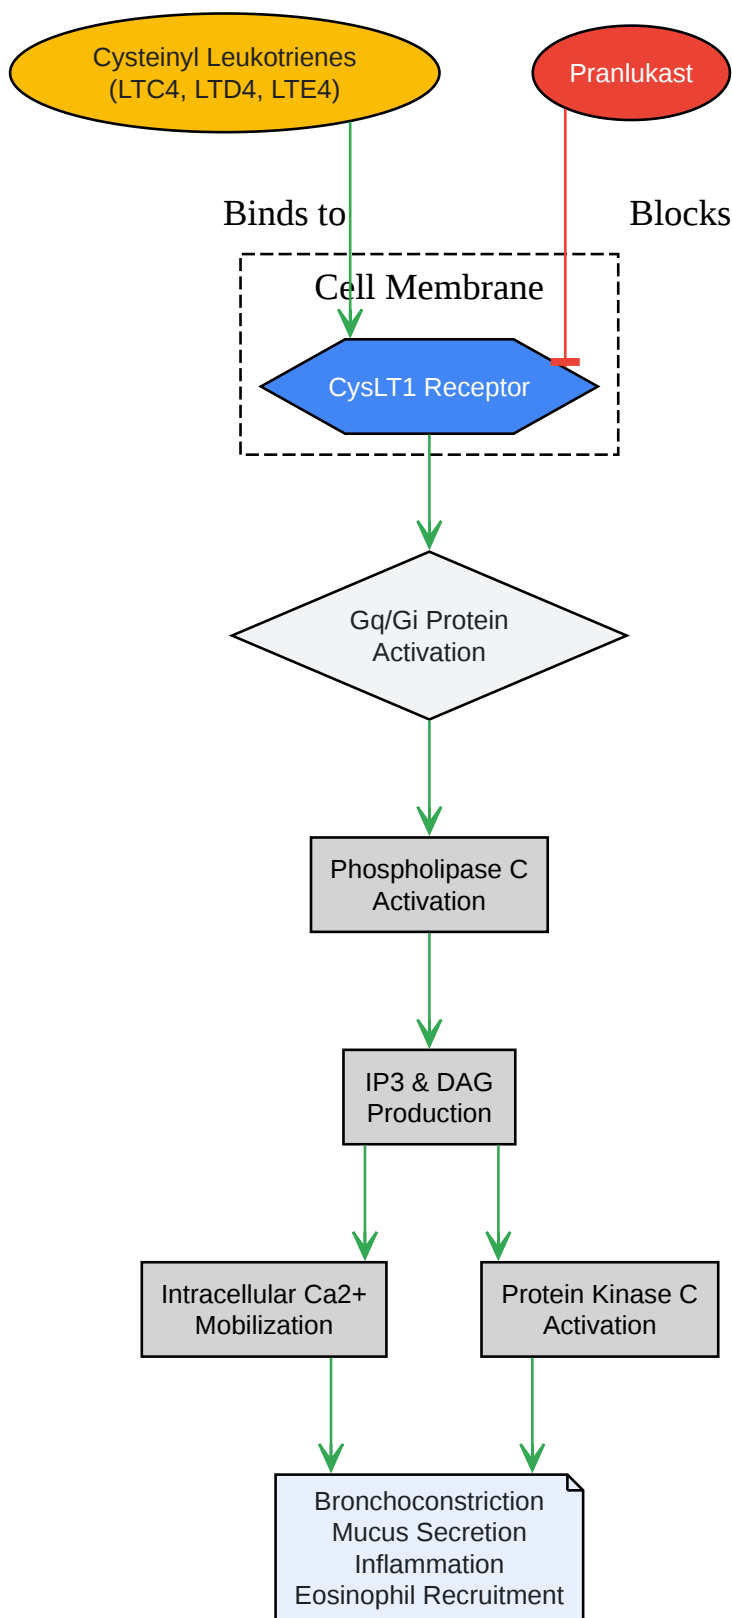 Cysteinyl Leukotrienes
(LTC4, LTD4, LTE4)
Pranlukast
Binds to
Blocks
Cell Membrane
CysLT1 Receptor
Gq/Gi Protein
Activation
Phospholipase C
Activation
IP3 & DAG
Production
Intracellular Ca2+
Mobilization
Protein Kinase C
Activation
Bronchoconstriction
Mucus Secretion
Inflammation
Eosinophil Recruitment